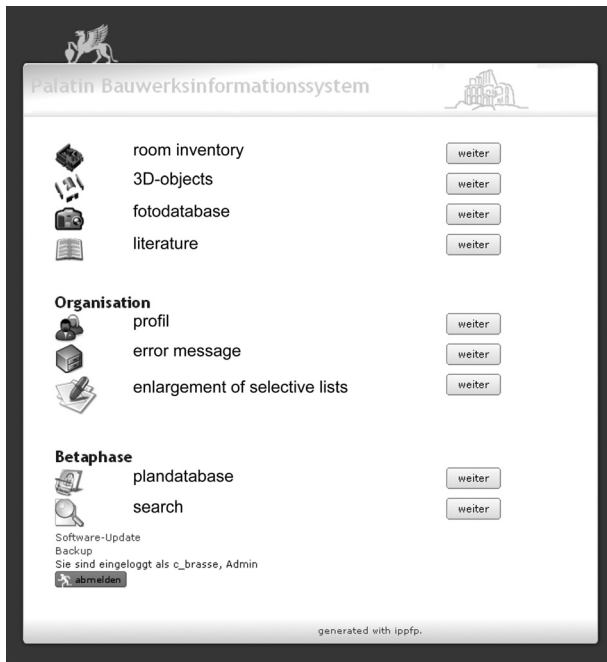 Palatin Bauwerksinformationssystem
room inventory weiter
3D-objects weiter
fotodatabase weiter
literature weiter
Organisation
profil weiter
error message weiter
enlargement of selective lists weiter
Betaphase
plandatabase weiter
search weiter
Software-Update
Backup
Sie sind eingeloggt als c_brasse, Admin
abmelden
generated with ippfp.